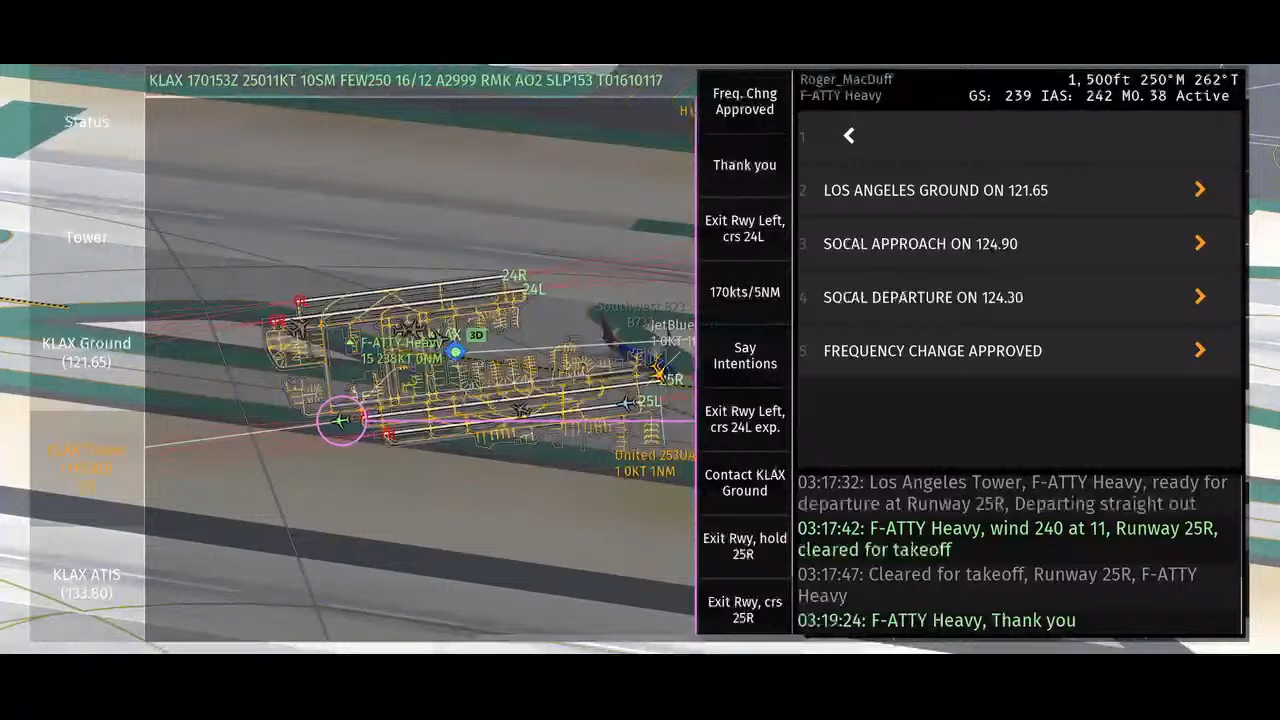 KLAX 170153Z 25011KT 10SM FEW250 16/12 A2999 RMK AO2 SLP153 T01610117
Status
Tower
KLAX Ground
(121.65)
KLAX Tower
KLAX ATIS
(133.80)
24R
24L
F-ATTY Heavy
3D
15 238KT 0NM
JetBlue
25R
25L
United 253UA
1 0KT 1NM
Freq. Chng
Approved
Thank you
Exit Rwy Left,
crs 24L
170kts/5NM
Say
Intentions
Exit Rwy Left,
crs 24L exp.
Contact KLAX
Ground
Exit Rwy, hold
25R
Exit Rwy, crs
25R
Roger_MacDuff
F-ATTY Heavy
1,500ft 250°M 262°T
GS: 239 IAS: 242 M0.38 Active
1
2 LOS ANGELES GROUND ON 121.65
3 SOCAL APPROACH ON 124.90
4 SOCAL DEPARTURE ON 124.30
5 FREQUENCY CHANGE APPROVED
03:17:32: Los Angeles Tower, F-ATTY Heavy, ready for
departure at Runway 25R, Departing straight out
03:17:42: F-ATTY Heavy, wind 240 at 11, Runway 25R,
cleared for takeoff
03:17:47: Cleared for takeoff, Runway 25R, F-ATTY
Heavy
03:19:24: F-ATTY Heavy, Thank you